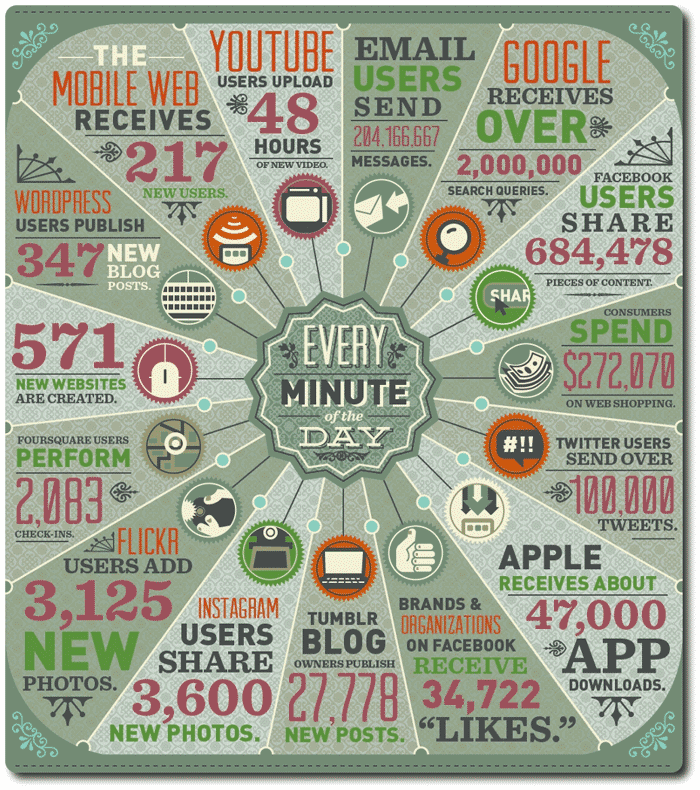 EVERY
MINUTE
of the
DAY
YOUTUBE
USERS UPLOAD
48
HOURS
OF NEW VIDEO.
EMAIL
USERS
SEND
204,166,667
MESSAGES.
GOOGLE
RECEIVES
OVER
2,000,000
SEARCH QUERIES.
FACEBOOK
USERS
SHARE
684,478
PIECES OF CONTENT.
SHAR
CONSUMERS
SPEND
$272,070
ON WEB SHOPPING.
#!!
TWITTER USERS
SEND OVER
100,000
TWEETS.
APPLE
RECEIVES ABOUT
47,000
APP
DOWNLOADS.
BRANDS &
ORGANIZATIONS
ON FACEBOOK
RECEIVE
34,722
"LIKES."
TUMBLR
BLOG
OWNERS PUBLISH
27,778
NEW POSTS.
INSTAGRAM
USERS
SHARE
3,600
NEW PHOTOS.
FLICKR
USERS ADD
3,125
NEW
PHOTOS.
FOURSQUARE USERS
PERFORM
2,083
CHECK-INS.
571
NEW WEBSITES
ARE CREATED.
WORDPRESS
USERS PUBLISH
347 NEW
BLOG
POSTS.
THE
MOBILE WEB
RECEIVES
217
NEW USERS.